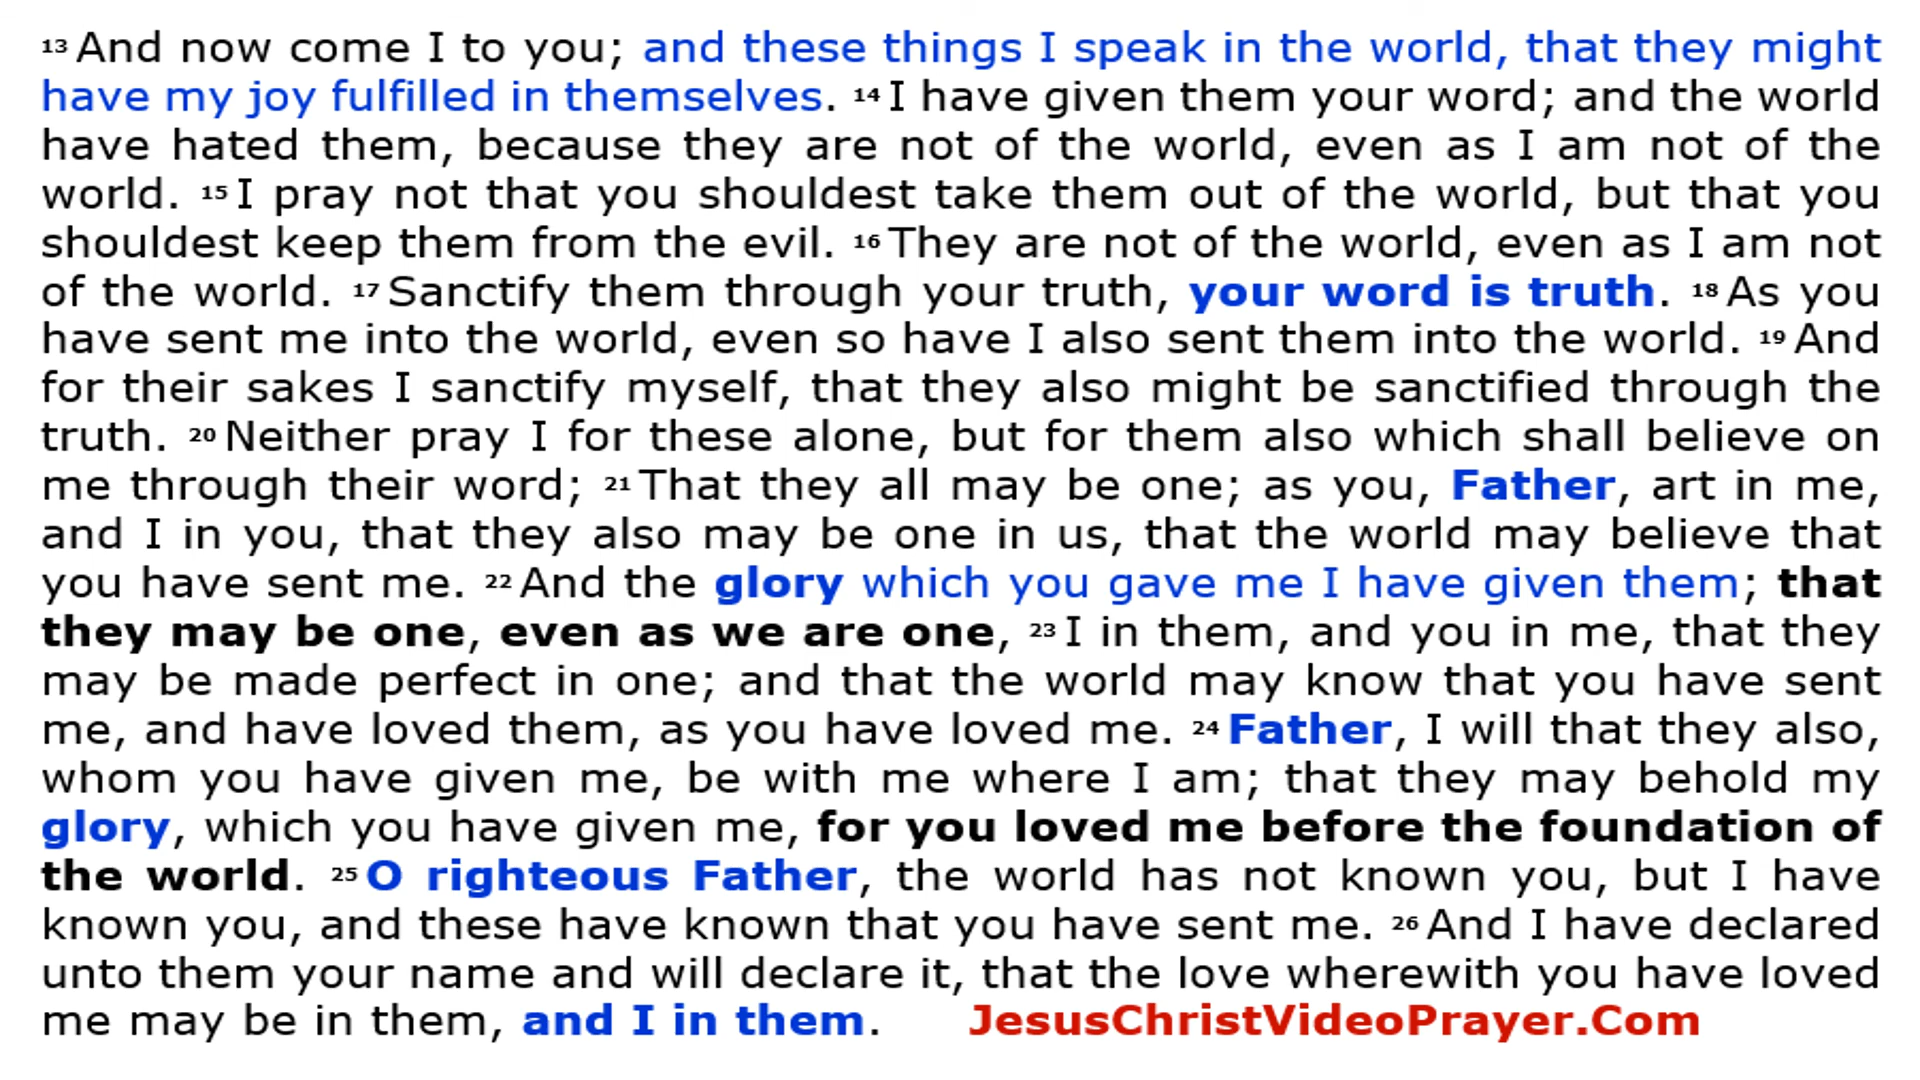 13 And now come I to you; and these things I speak in the world, that they might
have my joy fulfilled in themselves. 14 I have given them your word; and the world
have hated them, because they are not of the world, even as I am not of the
world. 15 I pray not that you shouldest take them out of the world, but that you
shouldest keep them from the evil. 16 They are not of the world, even as I am not
of the world. 17 Sanctify them through your truth, your word is truth. 18 As you
have sent me into the world, even so have I also sent them into the world. 19 And
for their sakes I sanctify myself, that they also might be sanctified through the
truth. 20 Neither pray I for these alone, but for them also which shall believe on
me through their word; 21 That they all may be one; as you, Father, art in me,
and I in you, that they also may be one in us, that the world may believe that
you have sent me. 22 And the glory which you gave me I have given them; that
they may be one, even as we are one, 23 I in them, and you in me, that they
may be made perfect in one; and that the world may know that you have sent
me, and have loved them, as you have loved me. 24 Father, I will that they also,
whom you have given me, be with me where I am; that they may behold my
glory, which you have given me, for you loved me before the foundation of
the world. 25 O righteous Father, the world has not known you, but I have
known you, and these have known that you have sent me. 26 And I have declared
unto them your name and will declare it, that the love wherewith you have loved
me may be in them, and I in them. JesusChristVideoPrayer.Com